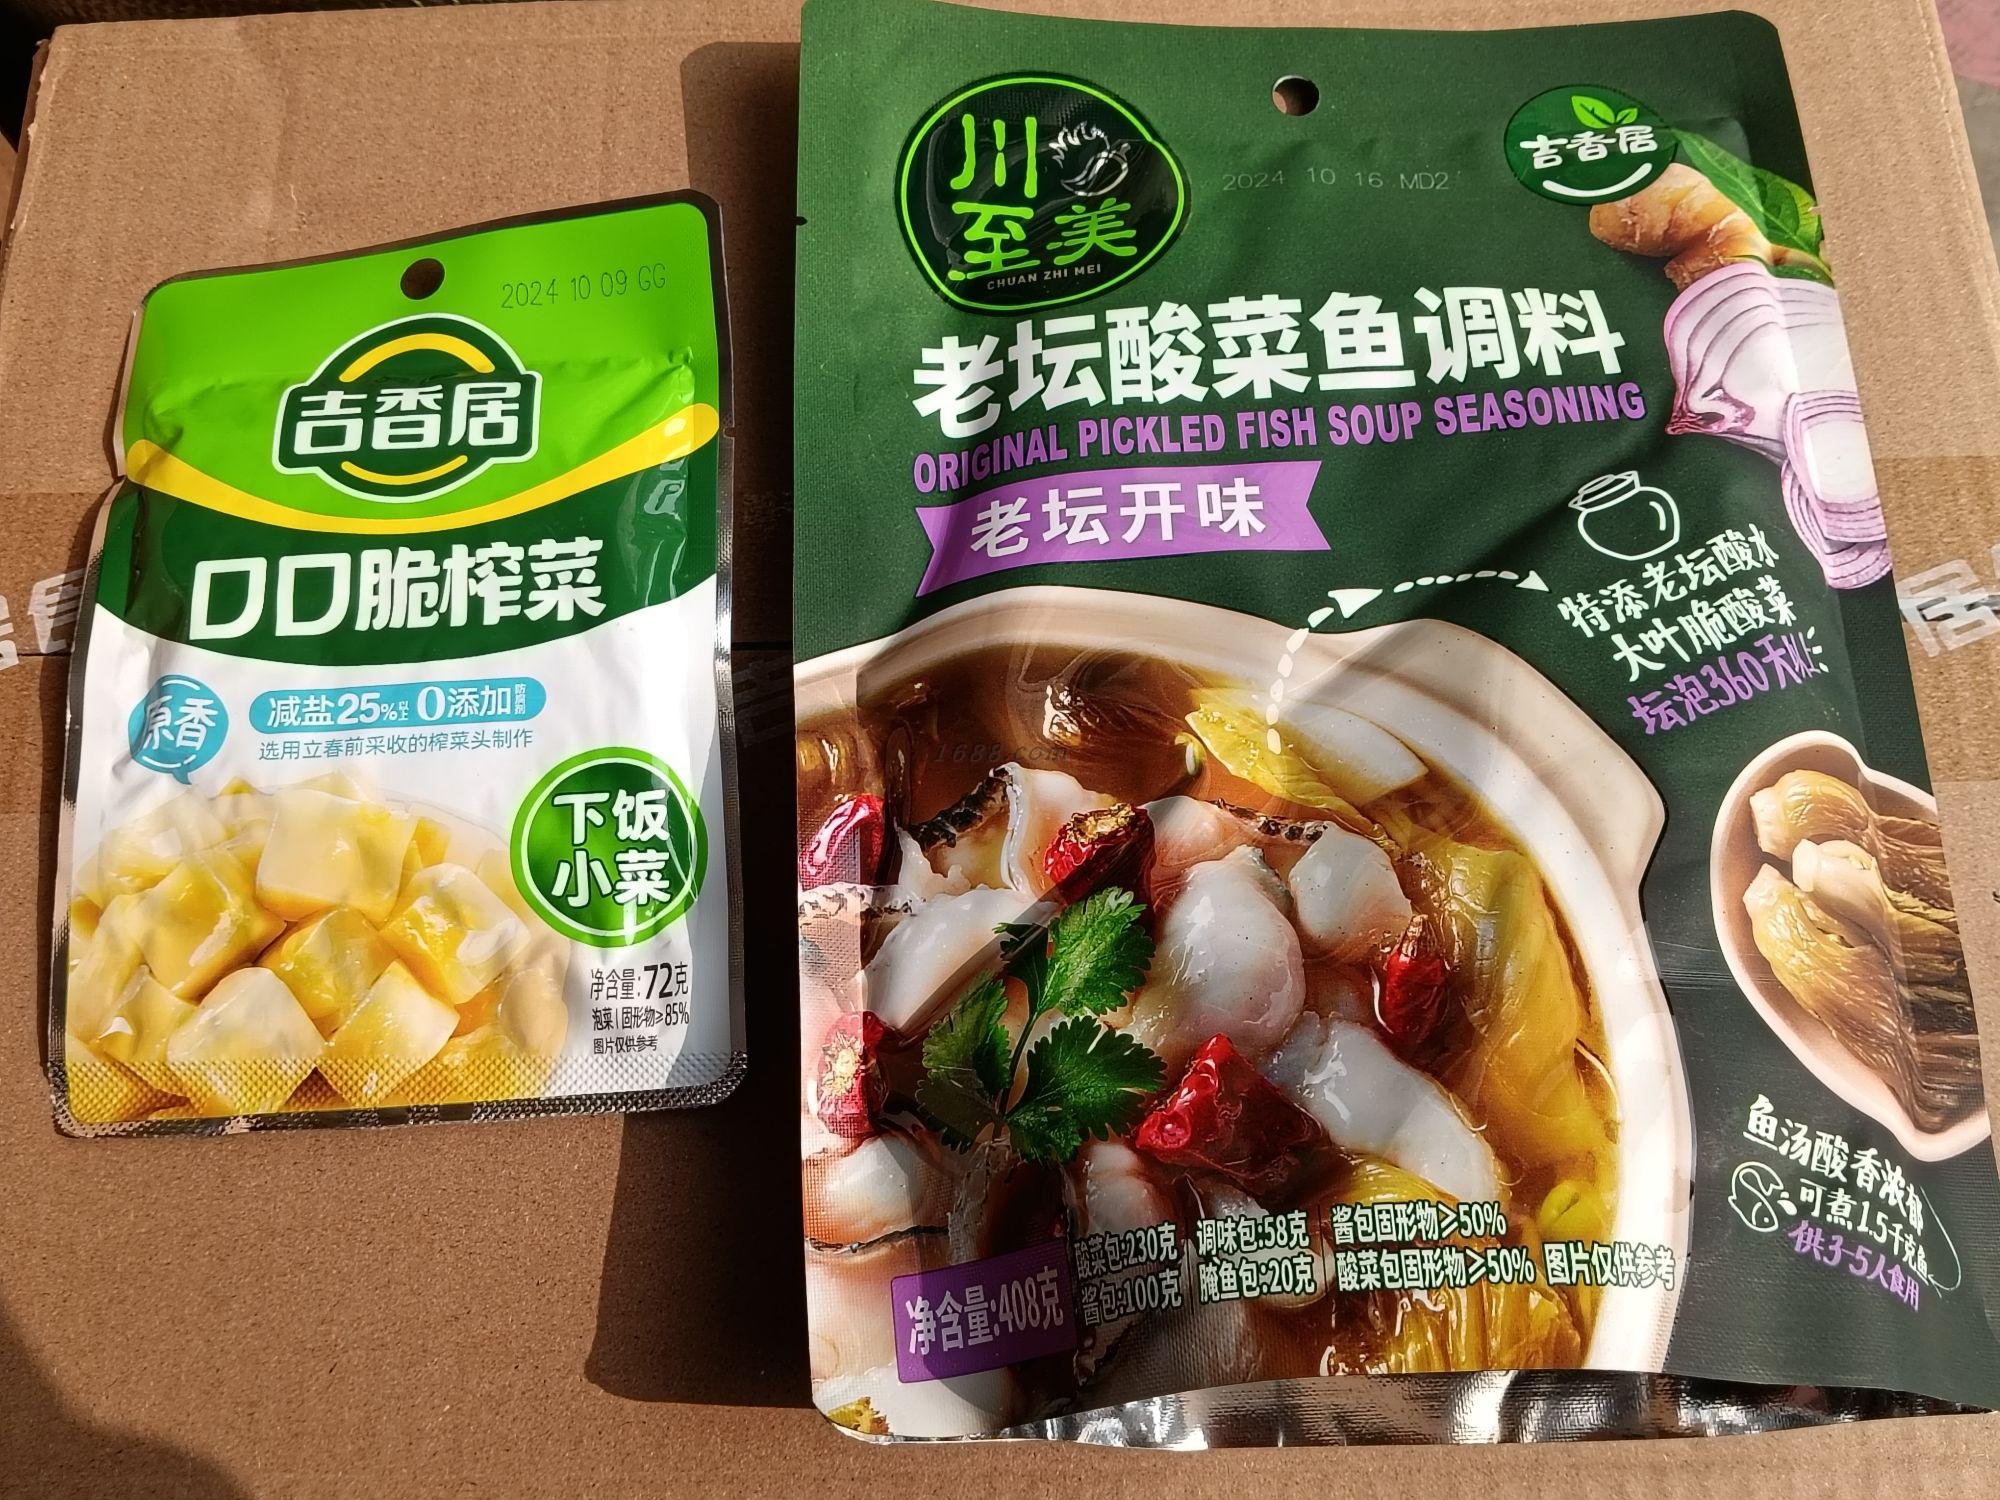 2024 10 09 GG
吉香居
口口脆榨菜
原香
减盐25%以上 0添加防腐剂
选用立春前采收的榨菜头制作
下饭
小菜
净含量:72克
泡菜|固形物≥85%
图片仅供参考
川至美
CHUAN ZHI MEI
2024 10 16 MD2
吉香居
老坛酸菜鱼调料
ORIGINAL PICKLED FISH SOUP SEASONING
老坛开味
特添老坛酸水
大叶脆酸菜
坛泡360天以上
1688.com
鱼汤酸香浓郁
可煮1.5千克鱼
供3-5人食用
净含量:408克
酸菜包:230克 调味包:58克 酱包固形物≥50%
酱包:100克 腌鱼包:20克 酸菜包固形物≥50% 图片仅供参考
居